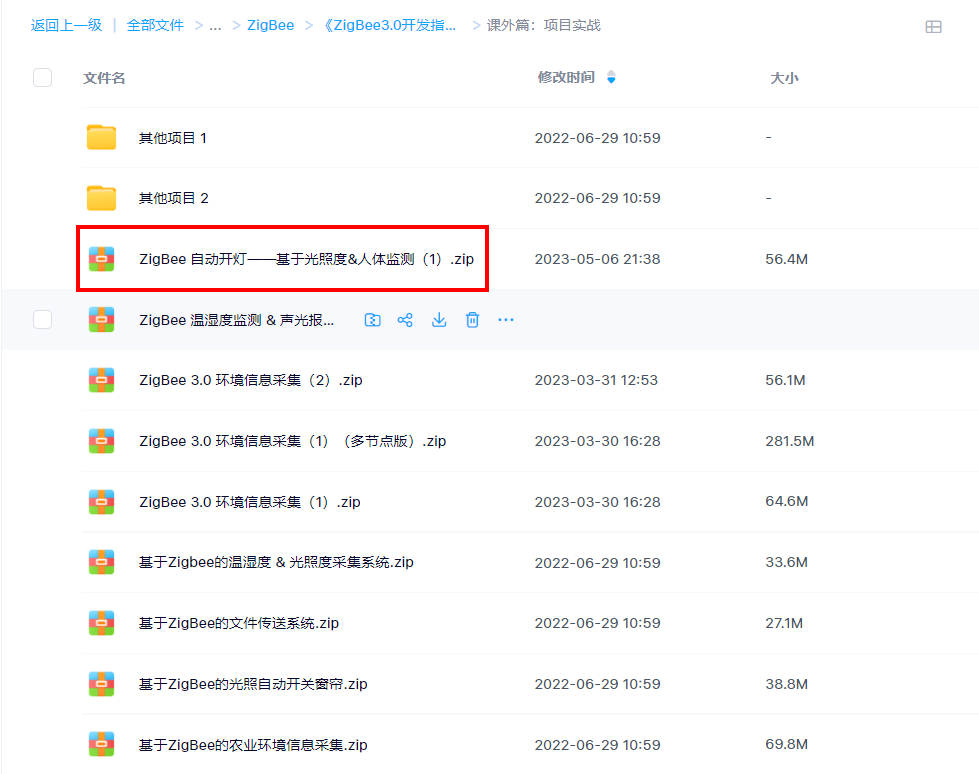 返回上一级 | 全部文件 > ... > ZigBee > 《ZigBee3.0开发指... > 课外篇：项目实战
文件名 修改时间 大小
其他项目 1 2022-06-29 10:59 -
其他项目 2 2022-06-29 10:59 -
ZigBee 自动开灯——基于光照度&人体监测（1）.zip 2023-05-06 21:38 56.4M
ZigBee 温湿度监测 & 声光报... ...
ZigBee 3.0 环境信息采集（2）.zip 2023-03-31 12:53 56.1M
ZigBee 3.0 环境信息采集（1）（多节点版）.zip 2023-03-30 16:28 281.5M
ZigBee 3.0 环境信息采集（1）.zip 2023-03-30 16:28 64.6M
基于Zigbee的温湿度 & 光照度采集系统.zip 2022-06-29 10:59 33.6M
基于ZigBee的文件传送系统.zip 2022-06-29 10:59 27.1M
基于ZigBee的光照自动开关窗帘.zip 2022-06-29 10:59 38.8M
基于ZigBee的农业环境信息采集.zip 2022-06-29 10:59 69.8M